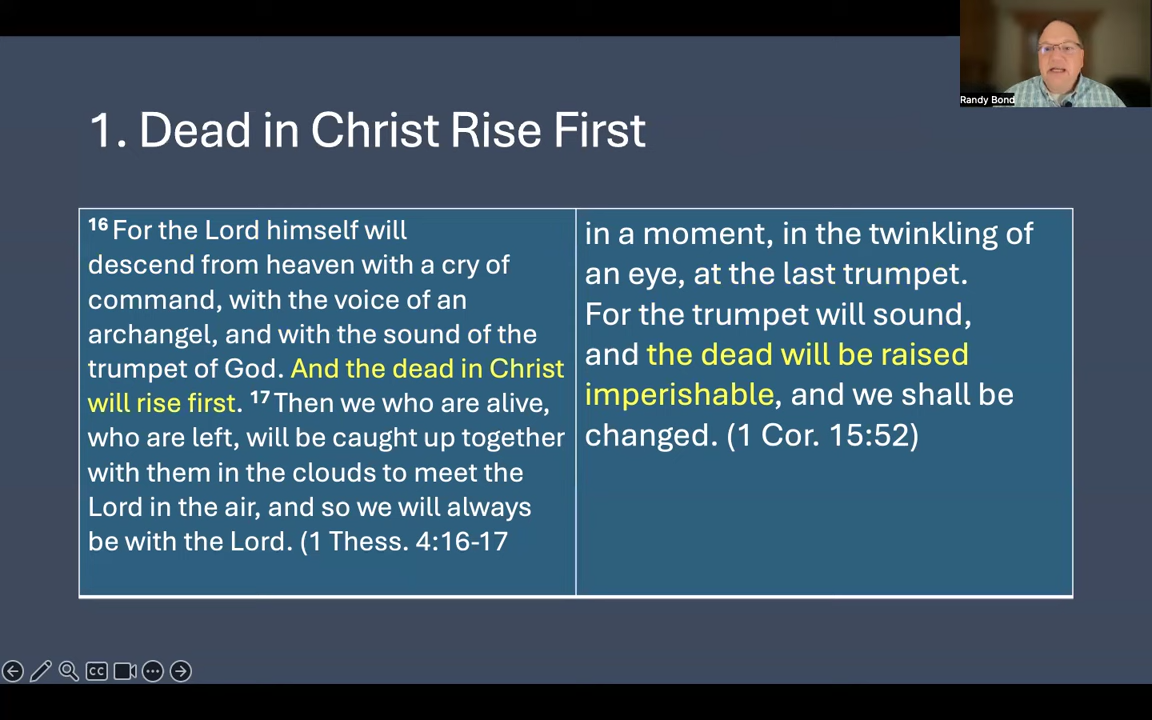 Randy Bond
1. Dead in Christ Rise First
16 For the Lord himself will
descend from heaven with a cry of
command, with the voice of an
archangel, and with the sound of the
trumpet of God. And the dead in Christ
will rise first. 17 Then we who are alive,
who are left, will be caught up together
with them in the clouds to meet the
Lord in the air, and so we will always
be with the Lord. (1 Thess. 4:16-17
in a moment, in the twinkling of
an eye, at the last trumpet.
For the trumpet will sound,
and the dead will be raised
imperishable, and we shall be
changed. (1 Cor. 15:52)
CC